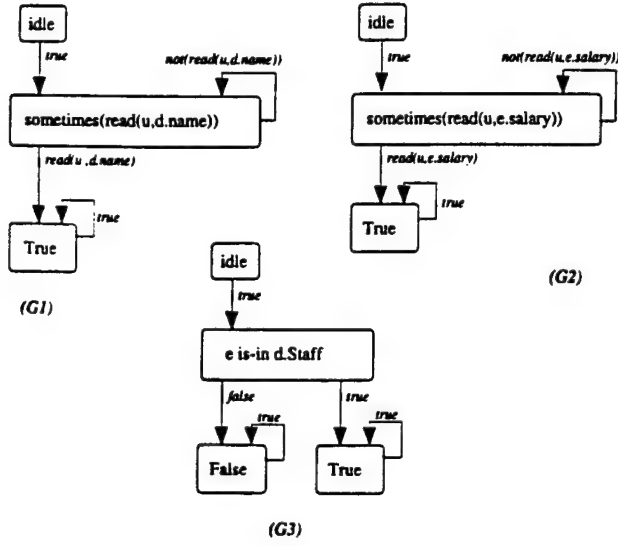 idle
true
not(read(u,d.name))
sometimes(read(u,d.name))
read(u ,d.name)
true
True
(G1)
idle
true
not(read(u,e.salary))
sometimes(read(u,e.salary))
read(u,e.salary)
true
True
(G2)
idle
true
e is-in d.Staff
false
true
true
true
False
True
(G3)